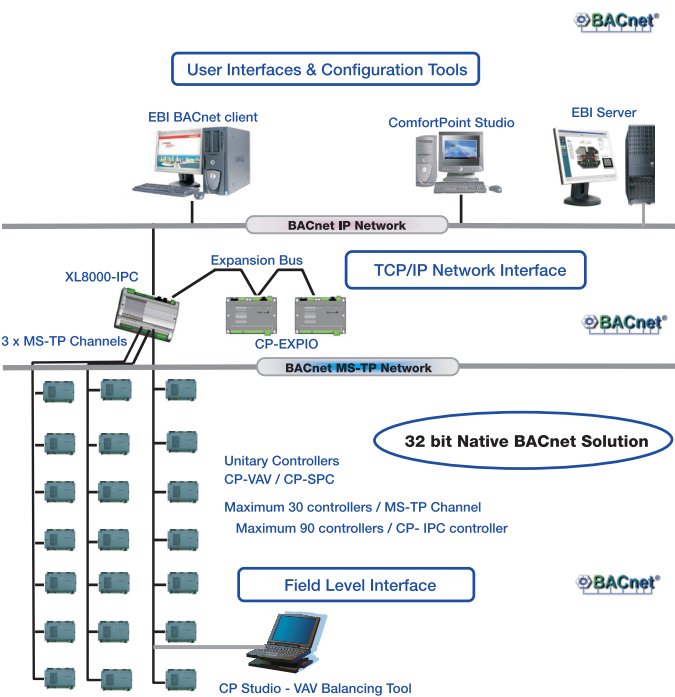 BACnet®
User Interfaces & Configuration Tools
EBI BACnet client
ComfortPoint Studio
EBI Server
BACnet IP Network
XL8000-IPC
Expansion Bus
TCP/IP Network Interface
3 x MS-TP Channels
CP-EXPIO
BACnet®
BACnet MS-TP Network
32 bit Native BACnet Solution
Unitary Controllers
CP-VAV / CP-SPC
Maximum 30 controllers / MS-TP Channel
Maximum 90 controllers / CP- IPC controller
Field Level Interface
BACnet®
CP Studio - VAV Balancing Tool